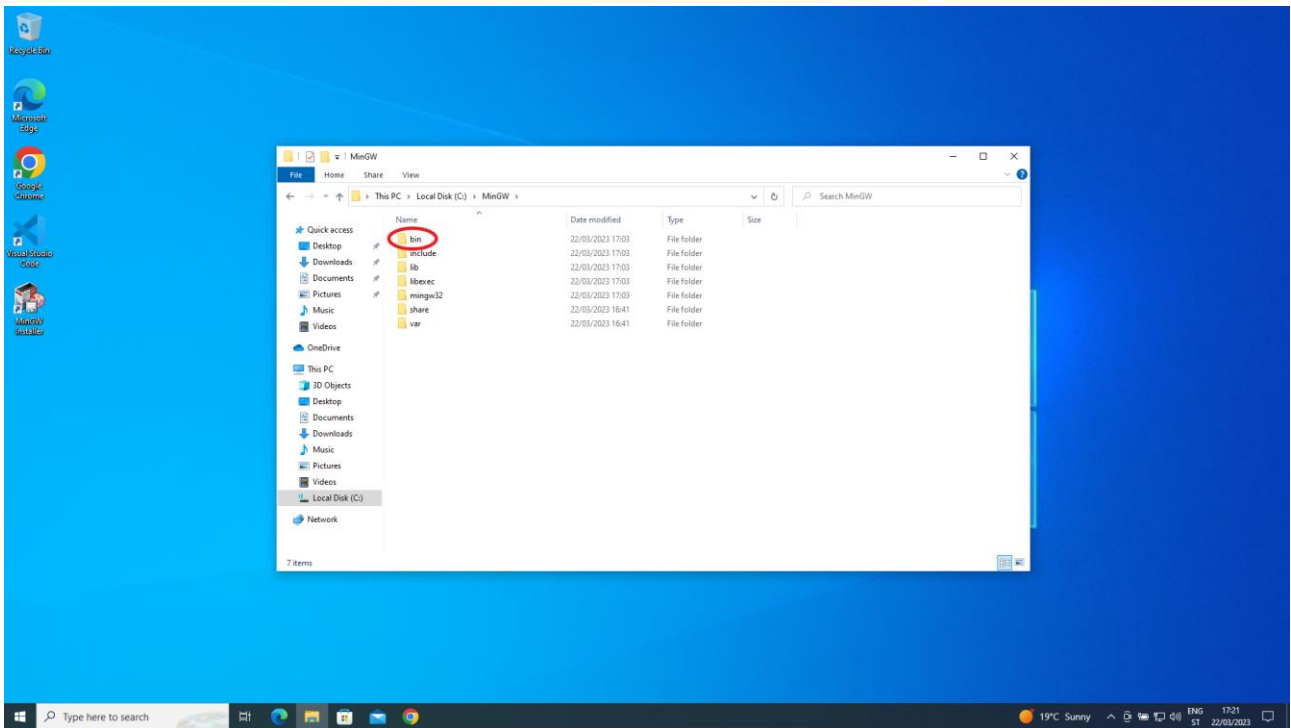 Recycle Bin
Microsoft
Edge
Google
Chrome
Visual Studio
Code
MinGW
Installer
MinGW
File Home Share View
This PC > Local Disk (C:) > MinGW >
Search MinGW
Name Date modified Type Size
bin 22/03/2023 17:03 File folder
include 22/03/2023 17:03 File folder
lib 22/03/2023 17:03 File folder
libexec 22/03/2023 17:03 File folder
mingw32 22/03/2023 17:03 File folder
share 22/03/2023 16:41 File folder
var 22/03/2023 16:41 File folder
Quick access
Desktop
Downloads
Documents
Pictures
Music
Videos
OneDrive
This PC
3D Objects
Desktop
Documents
Downloads
Music
Pictures
Videos
Local Disk (C:)
Network
7 items
Type here to search
19°C Sunny
ENG 17:21
ST 22/03/2023